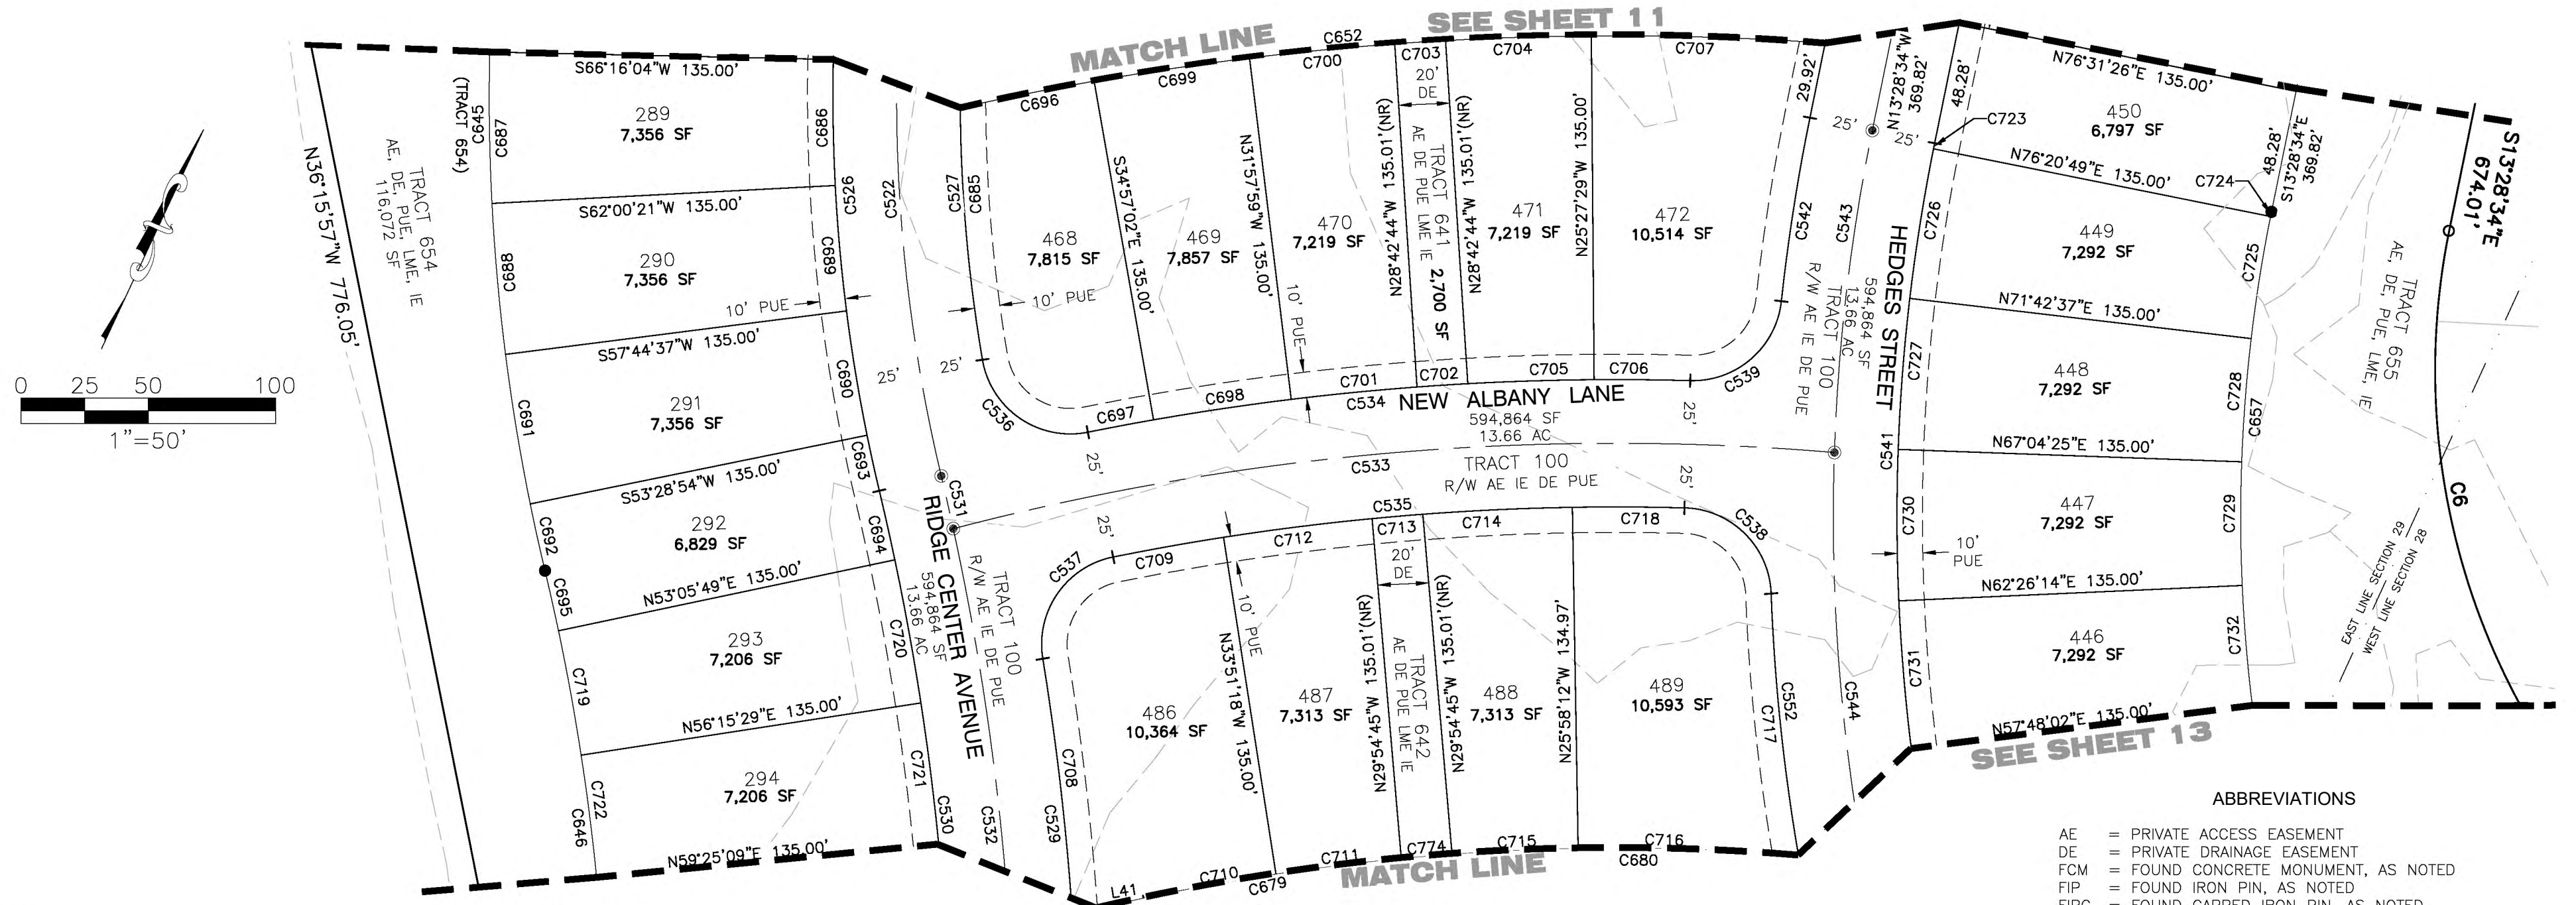 MATCH LINE
SEE SHEET 11
0 25 50 100
1"=50'
N36°15'57"W 776.05'
TRACT 654
AE, DE, PUE, LME, IE
116,072 SF
C645
(TRACT 654)
C687
S66°16'04"W 135.00'
289
7,356 SF
C686
S62°00'21"W 135.00'
C688
290
7,356 SF
C689
10' PUE
S57°44'37"W 135.00'
C691
291
7,356 SF
C690
S53°28'54"W 135.00'
C692
292
6,829 SF
C693
C694
C695
N53°05'49"E 135.00'
293
7,206 SF
C719
C720
N56°15'29"E 135.00'
294
7,206 SF
C722
C646
C721
C530
N59°25'09"E 135.00'
C526
C522
C527
C685
25'
25'
C531
RIDGE CENTER AVENUE
594,864 SF
13.66 AC
TRACT 100
R/W AE IE DE PUE
C532
C652
C696
468
7,815 SF
10' PUE
C536
C697
S34°57'02"E 135.00'
C699
469
7,857 SF
C698
N31°57'59"W 135.00'
C700
470
7,219 SF
10' PUE
C701
N28°42'44"W 135.01'(NR)
C703
20'
DE
TRACT 641
AE DE PUE LME IE
2,700 SF
C702
N28°42'44"W 135.01'(NR)
C704
471
7,219 SF
C705
N25°27'29"W 135.00'
C707
472
10,514 SF
C706
C539
29.92'
C542
C534
NEW ALBANY LANE
594,864 SF
13.66 AC
25'
25'
C533
TRACT 100
R/W AE IE DE PUE
C535
25'
25'
C537
C709
C708
C529
486
10,364 SF
10' PUE
N33°51'18"W 135.00'
L41
C710
C679
C712
487
7,313 SF
C711
N29°54'45"W 135.01'(NR)
C713
20'
DE
TRACT 642
AE DE PUE LME IE
C774
N29°54'45"W 135.01'(NR)
C714
488
7,313 SF
C715
N25°58'12"W 134.97'
C718
C538
489
10,593 SF
C716
C680
C717
C552
MATCH LINE
N13°28'34"W
369.82'
48.28'
25'
25'
C723
C543
HEDGES STREET
594,864 SF
13.66 AC
TRACT 100
R/W AE IE DE PUE
C541
C544
N76°31'26"E 135.00'
450
6,797 SF
N76°20'49"E 135.00'
C724
48.28'
S13°28'34"E
369.82'
C726
449
7,292 SF
C725
N71°42'37"E 135.00'
C727
448
7,292 SF
C728
C657
N67°04'25"E 135.00'
C730
447
7,292 SF
C729
10'
PUE
N62°26'14"E 135.00'
C731
446
7,292 SF
C732
N57°48'02"E 135.00'
SEE SHEET 13
S13°28'34"E
674.01'
TRACT 655
AE, DE, PUE, LME, IE
C6
EAST LINE SECTION 29
WEST LINE SECTION 28
ABBREVIATIONS
AE = PRIVATE ACCESS EASEMENT
DE = PRIVATE DRAINAGE EASEMENT
FCM = FOUND CONCRETE MONUMENT, AS NOTED
FIP = FOUND IRON PIN, AS NOTED
FIPC = FOUND CAPPED IRON PIN, AS NOTED